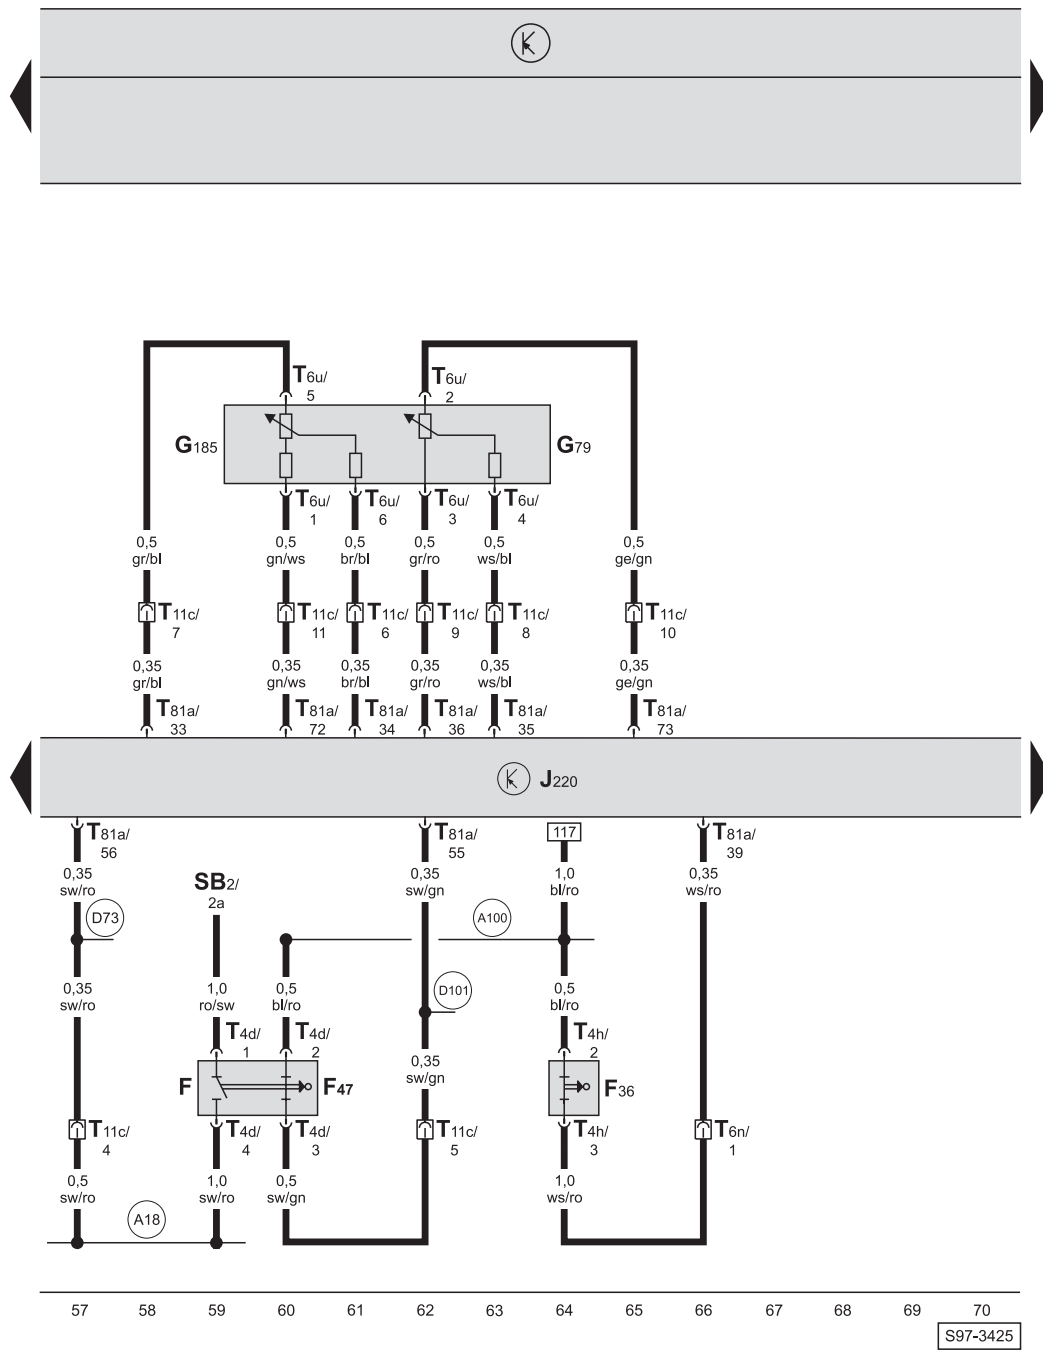 T6u/ T6u/
5 2
G185 G79
T6u/ T6u/ T6u/ T6u/
1 6 3 4
0,5 0,5 0,5 0,5 0,5 0,5
gr/bl gn/ws br/bl gr/ro ws/bl ge/gn
T11c/ T11c/ T11c/ T11c/ T11c/ T11c/
7 11 6 9 8 10
0,35 0,35 0,35 0,35 0,35 0,35
gr/bl gn/ws br/bl gr/ro ws/bl ge/gn
T81a/ T81a/ T81a/ T81a/ T81a/ T81a/
33 72 34 36 35 73
J220
T81a/ T81a/ 117 T81a/
56 55 39
0,35 0,35 1,0 0,35
sw/ro sw/gn bl/ro ws/ro
SB2/
2a
D73 A100
0,35 1,0 0,5 D101 0,5
sw/ro ro/sw bl/ro bl/ro
T4d/ T4d/ T4h/
1 2 2
0,35
sw/gn
F F47 F36
T11c/ T4d/ T4d/ T11c/ T4h/ T6n/
4 4 3 5 3 1
0,5 1,0 0,5 1,0
sw/ro sw/ro sw/gn ws/ro
A18
57 58 59 60 61 62 63 64 65 66 67 68 69 70
S97-3425